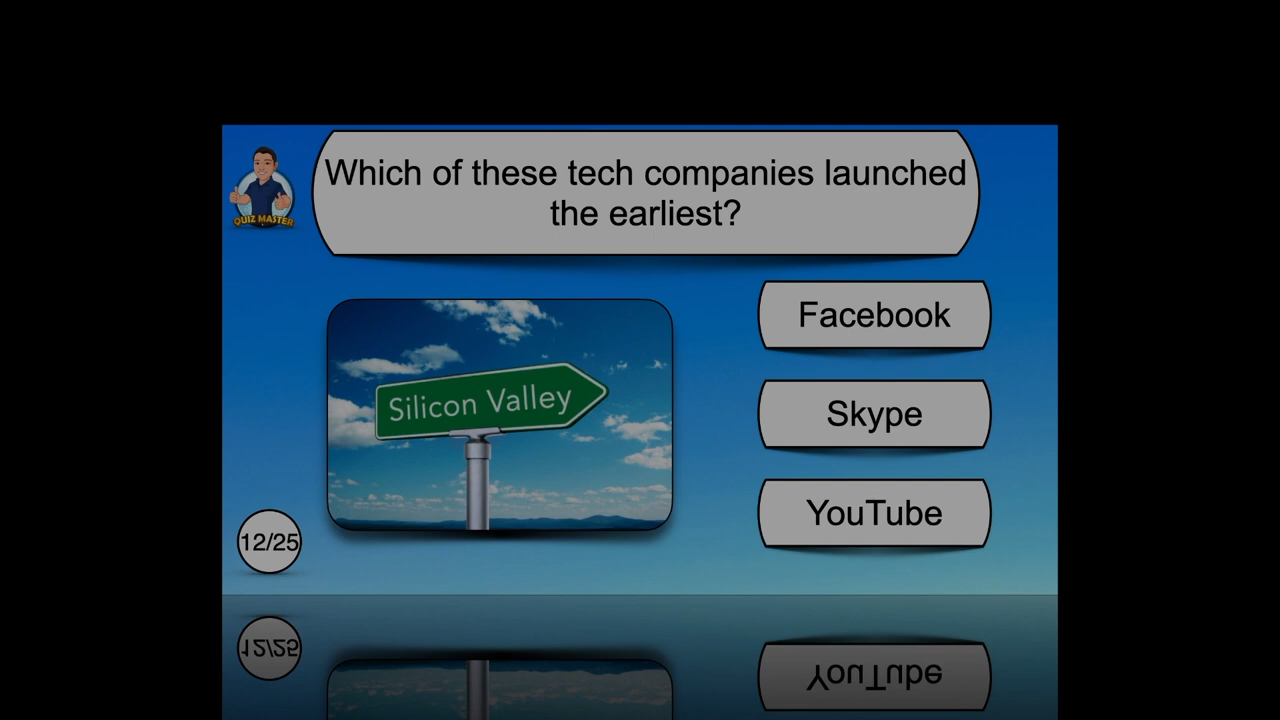 Which of these tech companies launched
the earliest?
QUIZ MASTER
Facebook
Silicon Valley
Skype
YouTube
12/25
12/25
YouTube